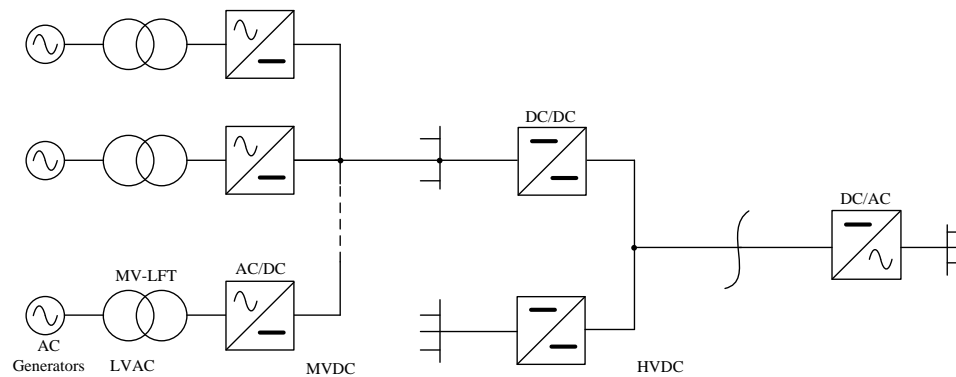 DC/DC
DC/AC
MV-LFT
AC/DC
AC
Generators
LVAC
MVDC
HVDC